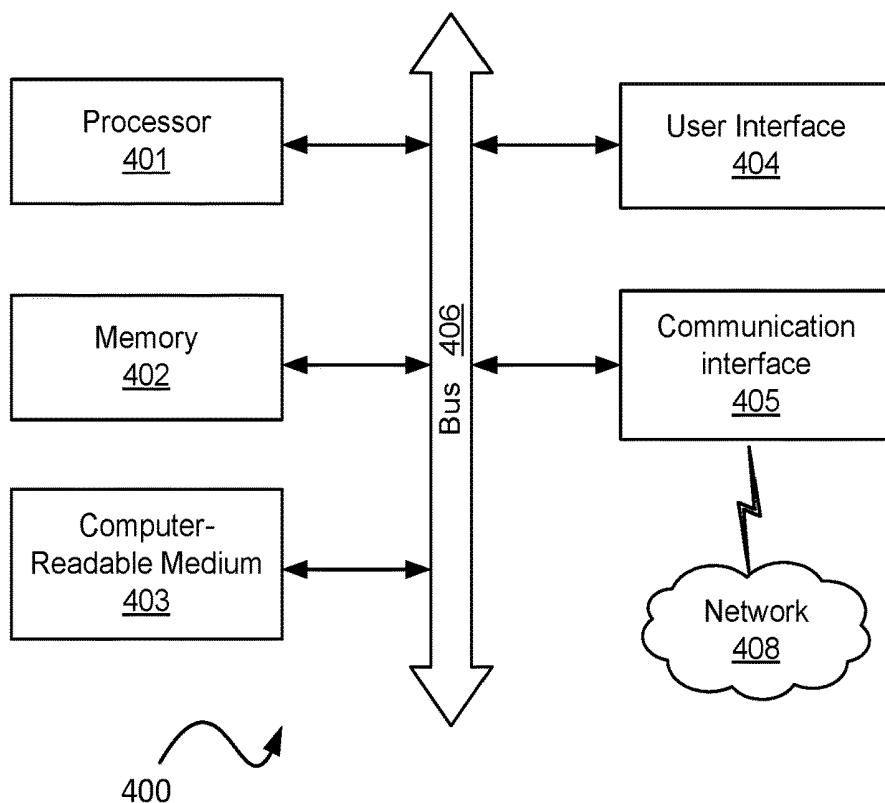 Processor
401
User Interface
404
Memory
402
Bus 406
Communication
interface
405
Computer-
Readable Medium
403
Network
408
400